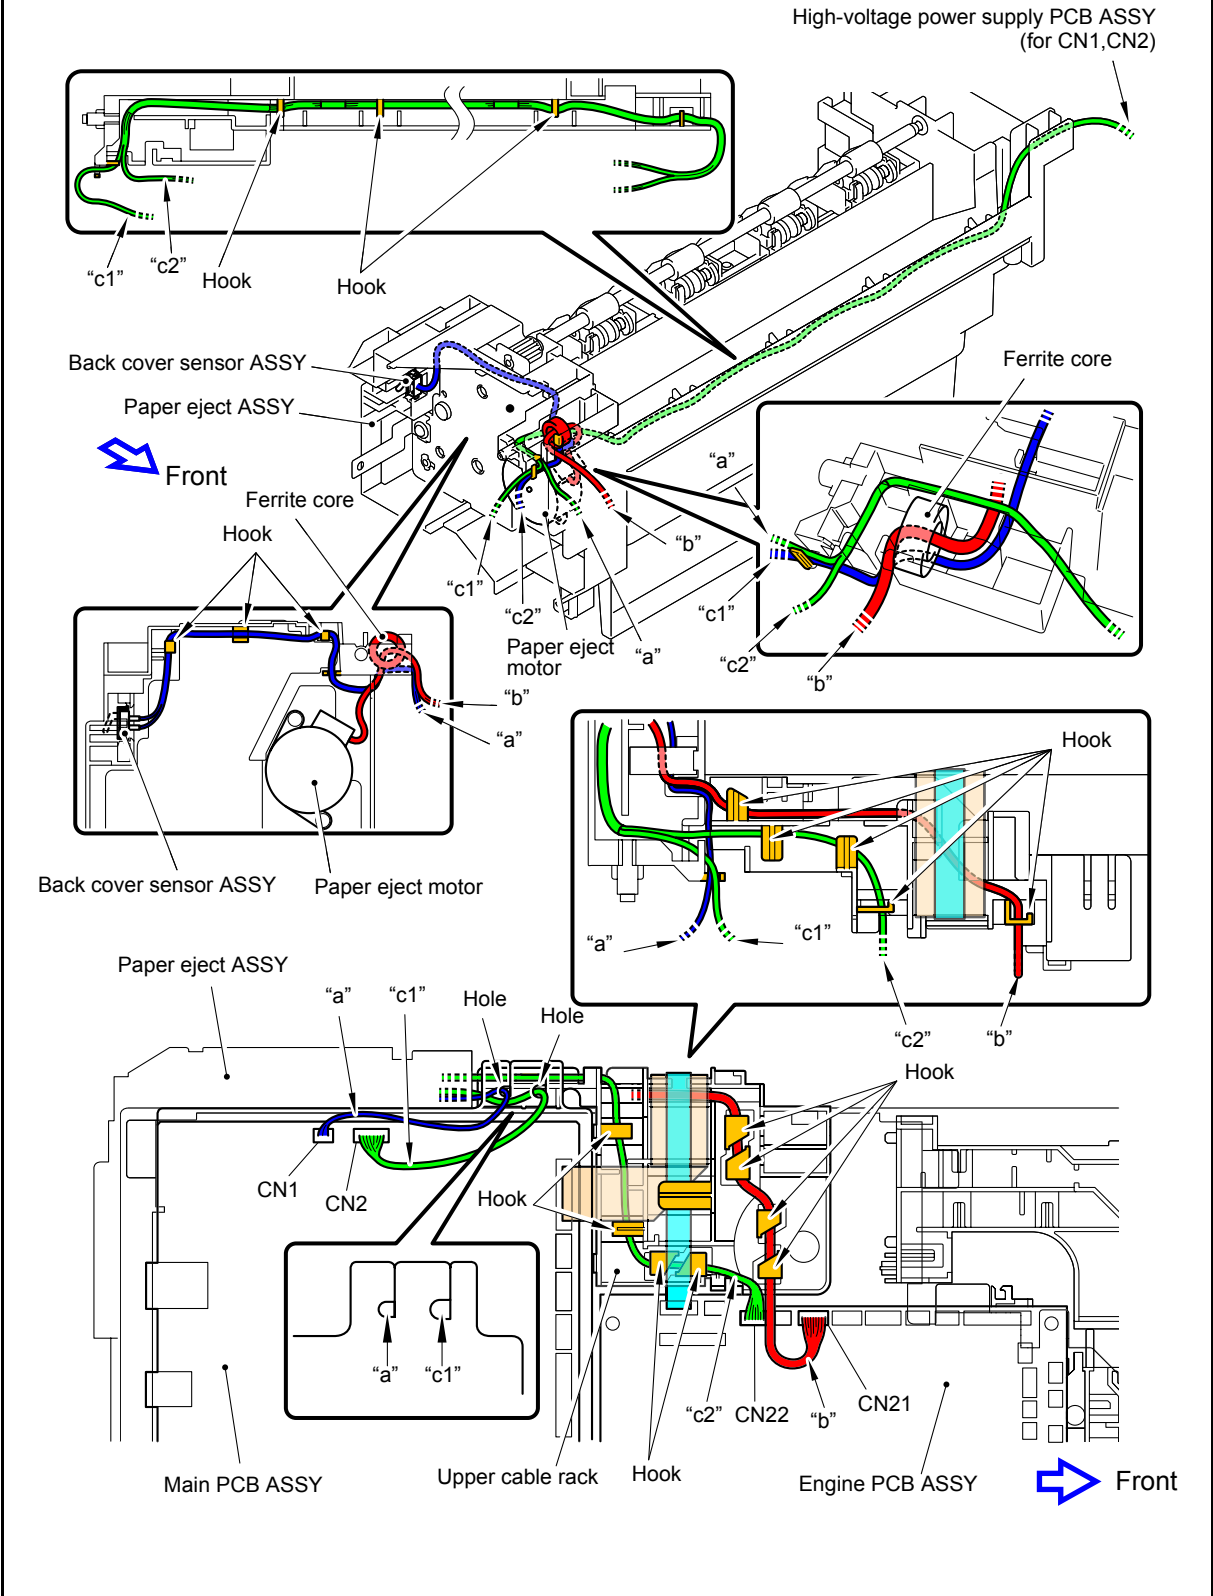 High-voltage power supply PCB ASSY
(for CN1,CN2)
“c1”
“c2”
Hook
Hook
Back cover sensor ASSY
Paper eject ASSY
Front
Ferrite core
Hook
Ferrite core
“a”
“b”
“c1”
“c2”
Paper eject
motor
“a”
“c1”
“c2”
“b”
“b”
“a”
Back cover sensor ASSY
Paper eject motor
Hook
“a”
“c1”
“c2”
“b”
Paper eject ASSY
“a”
“c1”
Hole
Hole
Hook
CN1
CN2
Hook
“a”
“c1”
“c2”
CN22
“b”
CN21
Main PCB ASSY
Upper cable rack
Hook
Engine PCB ASSY
Front